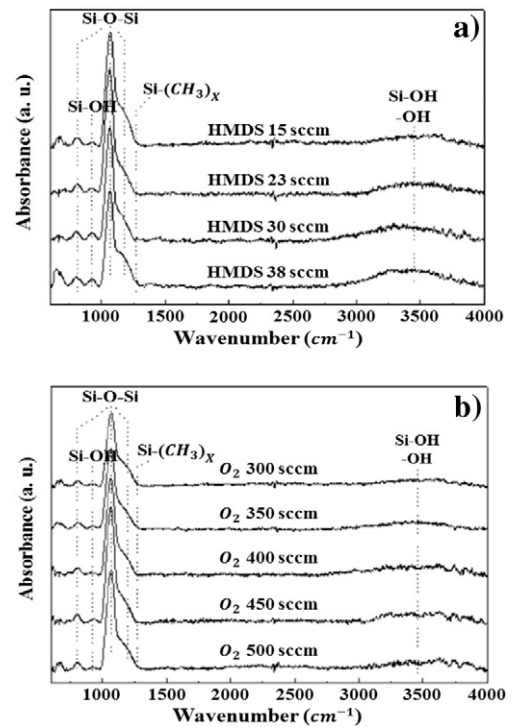 Si-O-Si
a)
Si-(CH₃)ₓ
Si-OH
Si-OH
-OH
HMDS 15 sccm
HMDS 23 sccm
HMDS 30 sccm
HMDS 38 sccm
Absorbance (a. u.)
1000 1500 2000 2500 3000 3500 4000
Wavenumber (cm⁻¹)
Si-O-Si
b)
Si-OH
Si-(CH₃)ₓ
Si-OH
-OH
O₂ 300 sccm
O₂ 350 sccm
O₂ 400 sccm
O₂ 450 sccm
O₂ 500 sccm
Absorbance (a. u.)
1000 1500 2000 2500 3000 3500 4000
Wavenumber (cm⁻¹)